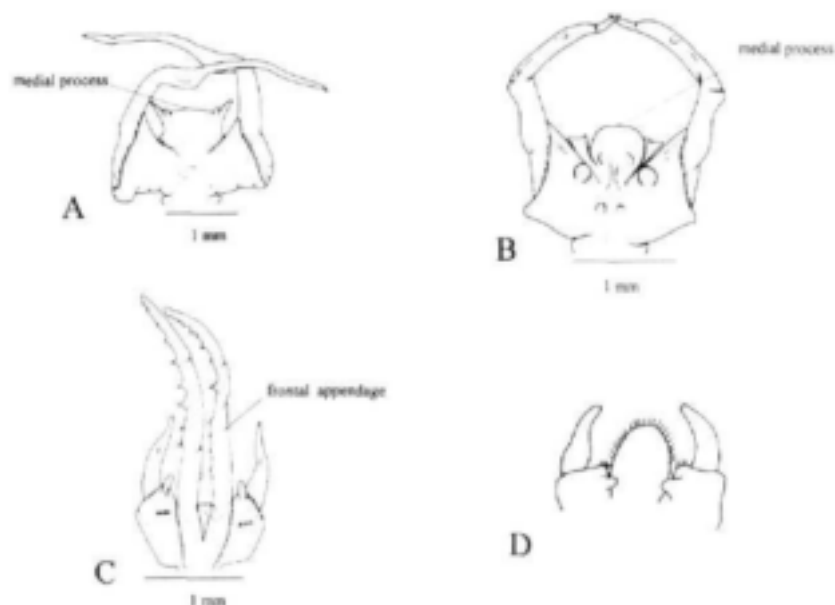 medial process
A
1 mm
medial process
B
1 mm
frontal appendage
C
1 mm
D